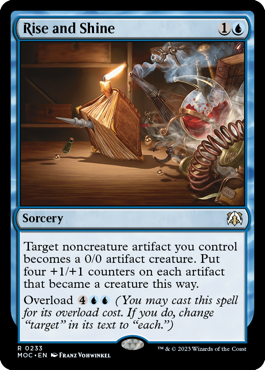 Rise and Shine 1
Sorcery
Target noncreature artifact you control
becomes a 0/0 artifact creature. Put
four +1/+1 counters on each artifact
that became a creature this way.
Overload 4 (You may cast this spell
for its overload cost. If you do, change
“target” in its text to “each.”)
R 0233
MOC • EN FRANZ VOHWINKEL
™ & © 2023 Wizards of the Coast